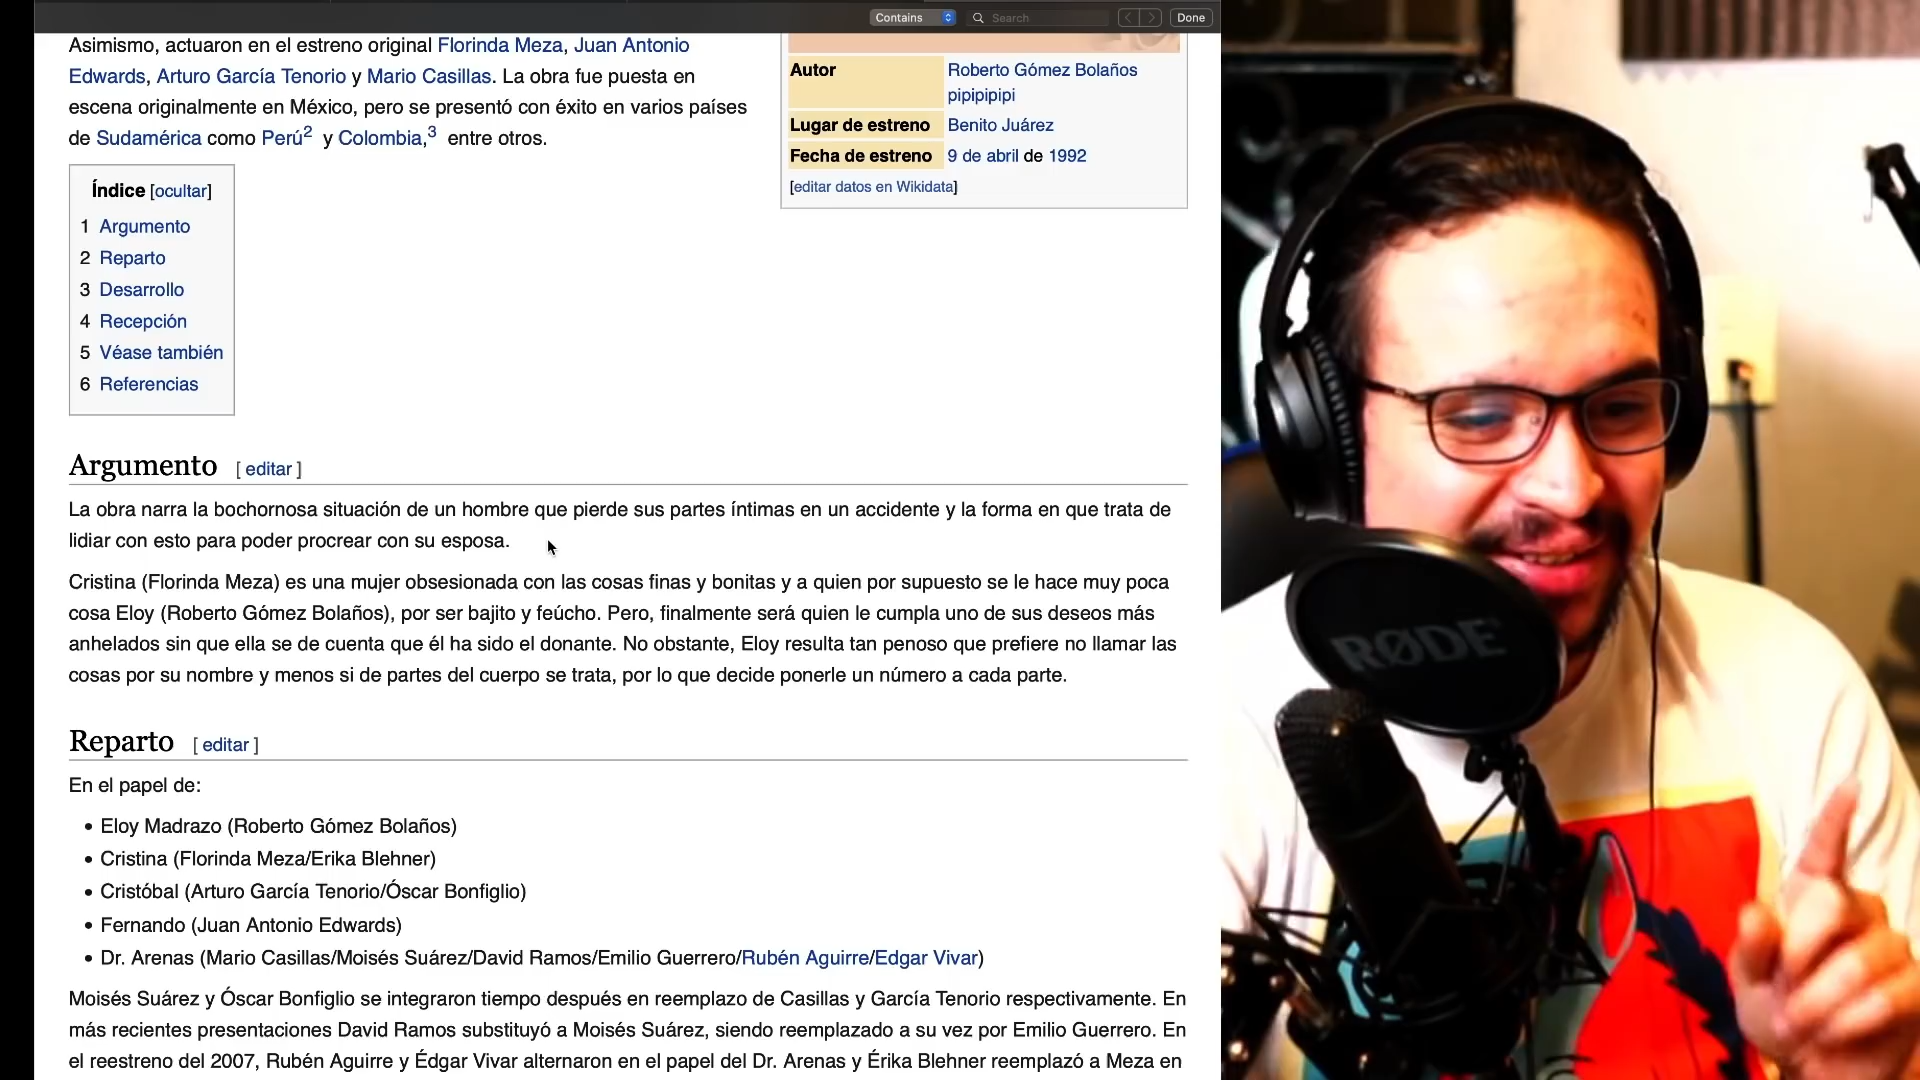 Contains
Search
Done
Asimismo, actuaron en el estreno original Florinda Meza, Juan Antonio
Edwards, Arturo García Tenorio y Mario Casillas. La obra fue puesta en
escena originalmente en México, pero se presentó con éxito en varios países
de Sudamérica como Perú2 y Colombia,3 entre otros.
Autor Roberto Gómez Bolaños
pipipipipi
Lugar de estreno Benito Juárez
Fecha de estreno 9 de abril de 1992
[editar datos en Wikidata]
Índice [ocultar]
1 Argumento
2 Reparto
3 Desarrollo
4 Recepción
5 Véase también
6 Referencias
Argumento [ editar ]
La obra narra la bochornosa situación de un hombre que pierde sus partes íntimas en un accidente y la forma en que trata de
lidiar con esto para poder procrear con su esposa.
Cristina (Florinda Meza) es una mujer obsesionada con las cosas finas y bonitas y a quien por supuesto se le hace muy poca
cosa Eloy (Roberto Gómez Bolaños), por ser bajito y feúcho. Pero, finalmente será quien le cumpla uno de sus deseos más
anhelados sin que ella se de cuenta que él ha sido el donante. No obstante, Eloy resulta tan penoso que prefiere no llamar las
cosas por su nombre y menos si de partes del cuerpo se trata, por lo que decide ponerle un número a cada parte.
Reparto [ editar ]
En el papel de:
• Eloy Madrazo (Roberto Gómez Bolaños)
• Cristina (Florinda Meza/Erika Blehner)
• Cristóbal (Arturo García Tenorio/Óscar Bonfiglio)
• Fernando (Juan Antonio Edwards)
• Dr. Arenas (Mario Casillas/Moisés Suárez/David Ramos/Emilio Guerrero/Rubén Aguirre/Edgar Vivar)
Moisés Suárez y Óscar Bonfiglio se integraron tiempo después en reemplazo de Casillas y García Tenorio respectivamente. En
más recientes presentaciones David Ramos substituyó a Moisés Suárez, siendo reemplazado a su vez por Emilio Guerrero. En
el reestreno del 2007, Rubén Aguirre y Édgar Vivar alternaron en el papel del Dr. Arenas y Érika Blehner reemplazó a Meza en
RØDE